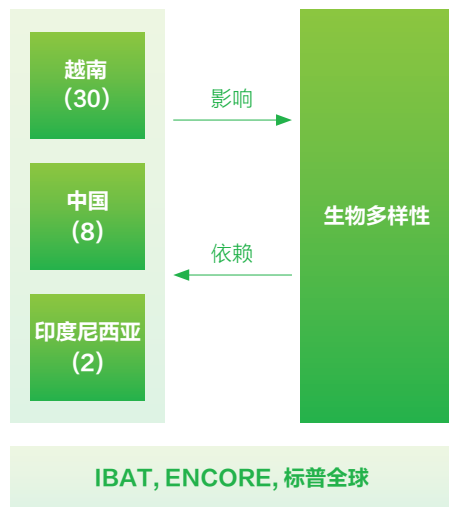 越南
（30）
影响
中国
（8）
生物多样性
依赖
印度尼西亚
（2）
IBAT, ENCORE, 标普全球